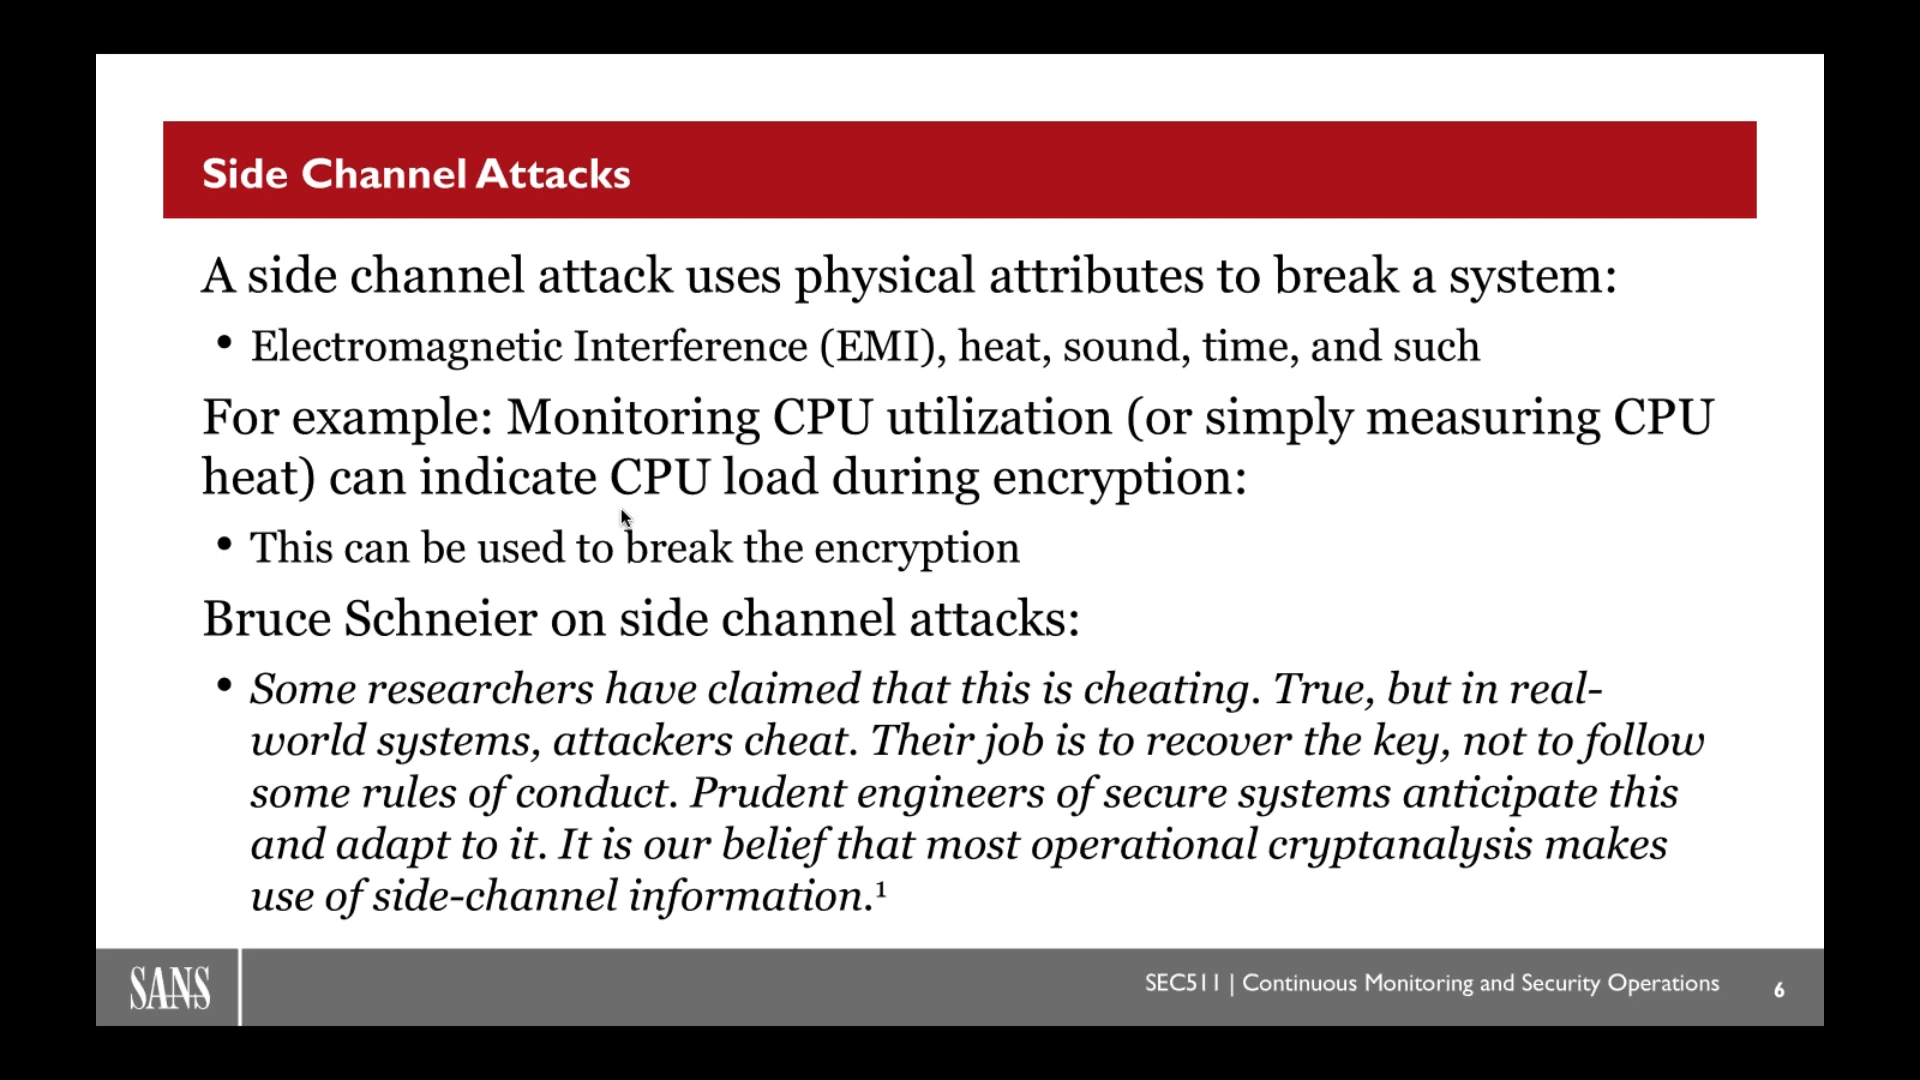 Side Channel Attacks
A side channel attack uses physical attributes to break a system:
• Electromagnetic Interference (EMI), heat, sound, time, and such
For example: Monitoring CPU utilization (or simply measuring CPU
heat) can indicate CPU load during encryption:
• This can be used to break the encryption
Bruce Schneier on side channel attacks:
• Some researchers have claimed that this is cheating. True, but in real-
world systems, attackers cheat. Their job is to recover the key, not to follow
some rules of conduct. Prudent engineers of secure systems anticipate this
and adapt to it. It is our belief that most operational cryptanalysis makes
use of side-channel information.¹
SANS
SEC511 | Continuous Monitoring and Security Operations
6